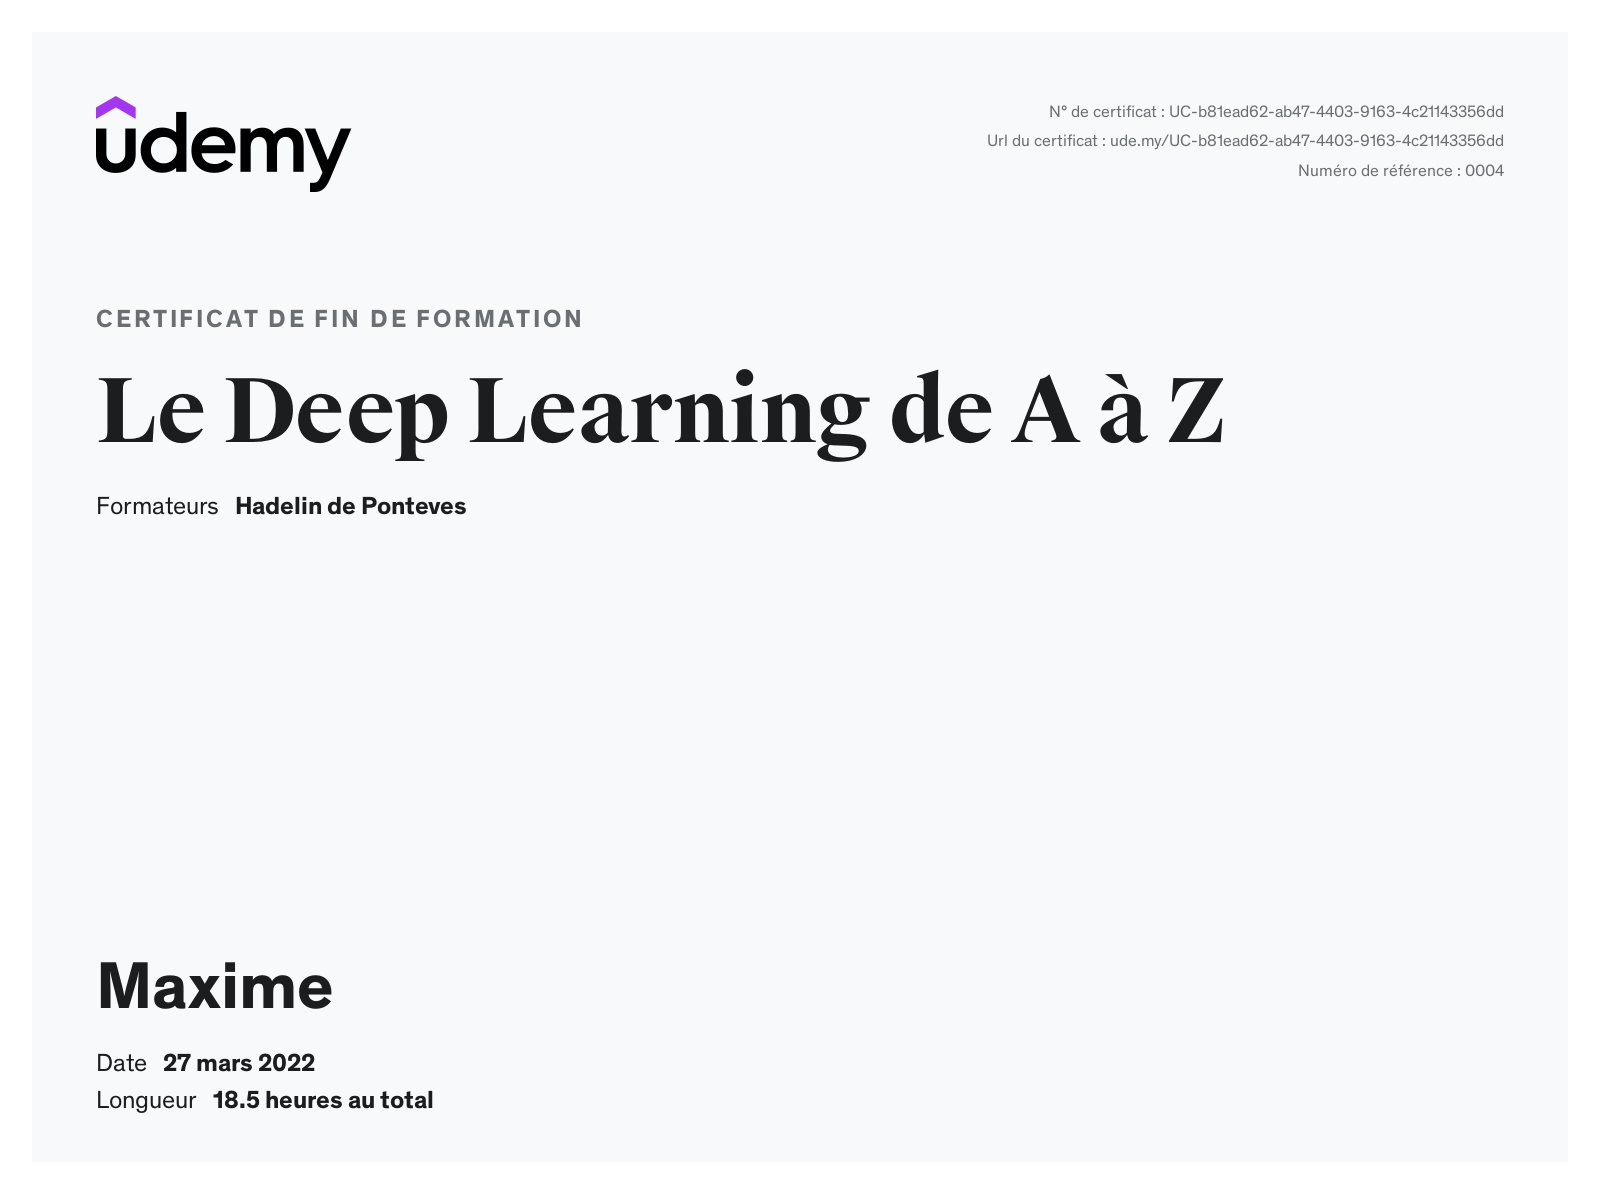 udemy
N° de certificat : UC-b81ead62-ab47-4403-9163-4c21143356dd
Url du certificat : ude.my/UC-b81ead62-ab47-4403-9163-4c21143356dd
Numéro de référence : 0004
CERTIFICAT DE FIN DE FORMATION
Le Deep Learning de A à Z
Formateurs Hadelin de Ponteves
Maxime
Date 27 mars 2022
Longueur 18.5 heures au total